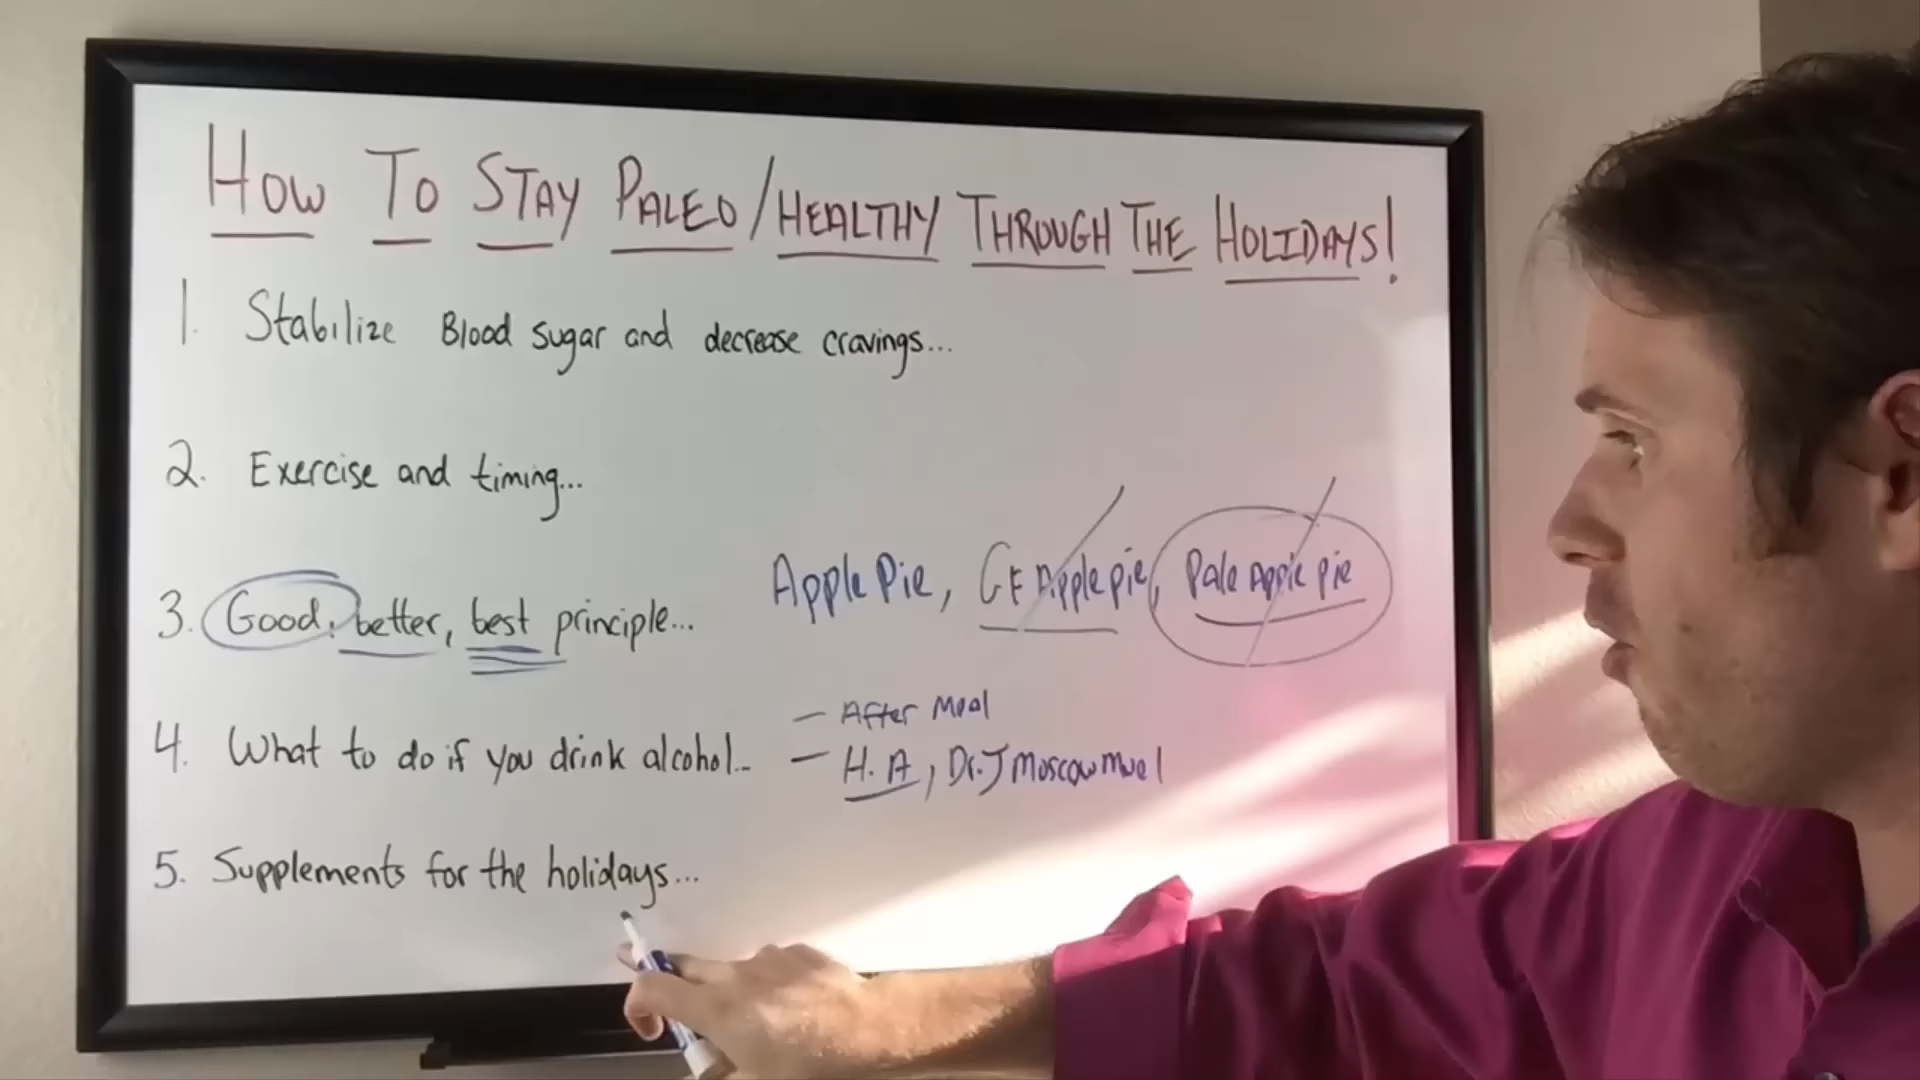 HOW TO STAY PALEO/HEALTHY THROUGH THE HOLIDAYS!
1. Stabilize Blood sugar and decrease cravings...
2. Exercise and timing...
3. Good, better, best principle...
Apple Pie, GF Apple pie, Pale Apple pie
4. What to do if you drink alcohol...
- After Meal
- H.A, Dr.J Moscow muel
5. Supplements for the holidays...